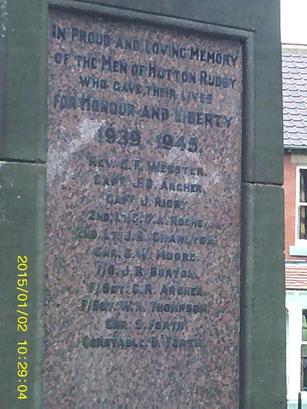 IN PROUD AND LOVING MEMORY
OF THE MEN OF HUTTON RUDBY
WHO GAVE THEIR LIVES
FOR HONOUR AND LIBERTY
1939 - 1945.
REV. E. F. WEBSTER.
CAPT. J. B. ARCHER.
CAPT. J. RIGBY
2ND LT. C. D. A. ROCHE.
2ND LT. J. S. CHARLTON.
GNR. G. W. MOORE.
T/O. J. R. BURTON.
F/SGT. C. R. ARCHER.
F/SGT. W. N. THOMPSON
GNR. S. FORTH
CONSTABLE. B. FORTH
2015/01/02 10:29:04